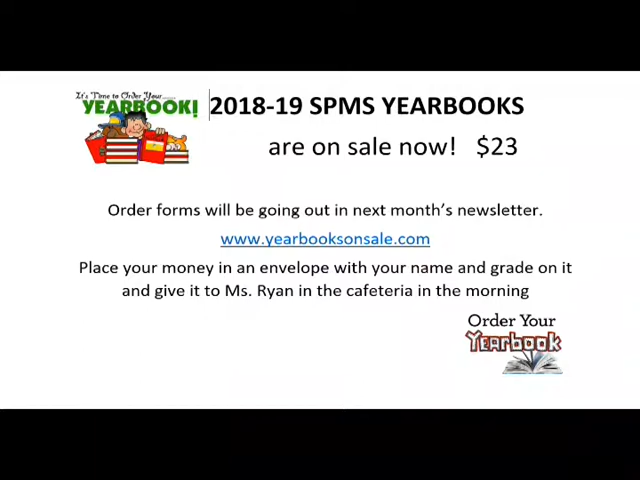 It's Time to Order Your......
YEARBOOK!
2018-19 SPMS YEARBOOKS
are on sale now! $23
Order forms will be going out in next month's newsletter.
www.yearbooksonsale.com
Place your money in an envelope with your name and grade on it
and give it to Ms. Ryan in the cafeteria in the morning
Order Your
Yearbook